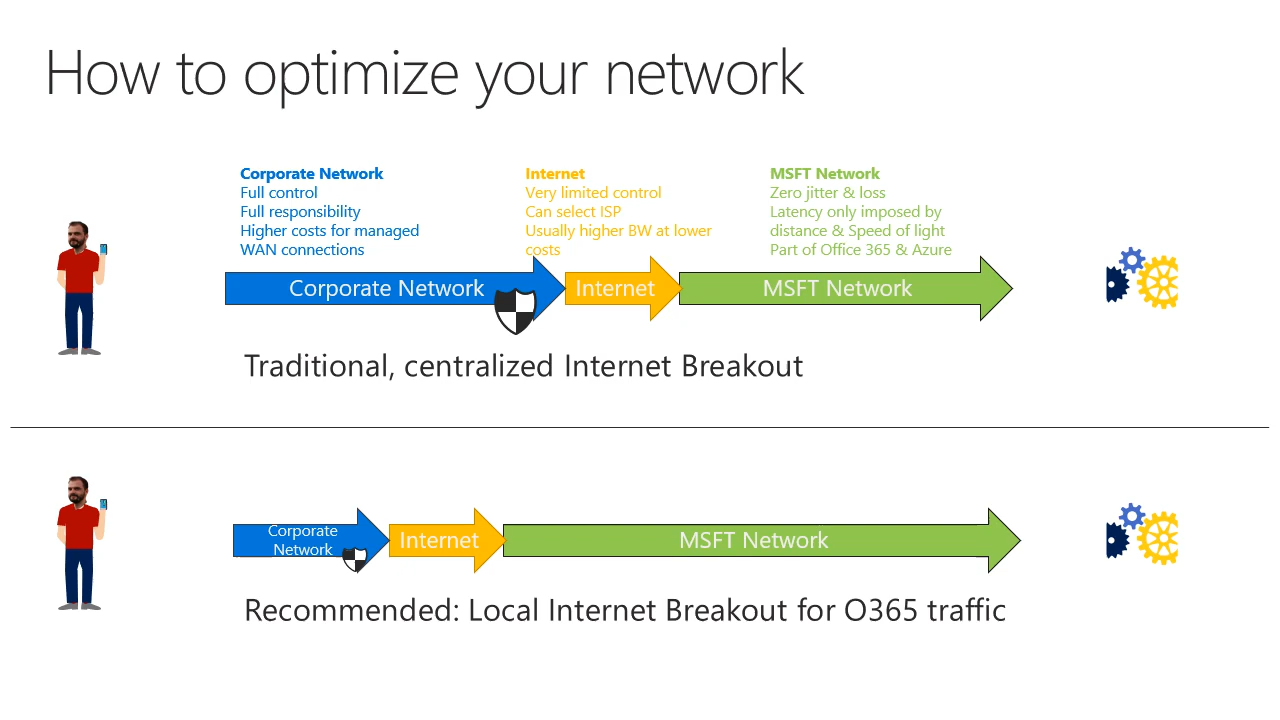 How to optimize your network
Corporate Network
Full control
Full responsibility
Higher costs for managed
WAN connections
Internet
Very limited control
Can select ISP
Usually higher BW at lower
costs
MSFT Network
Zero jitter & loss
Latency only imposed by
distance & Speed of light
Part of Office 365 & Azure
Corporate Network
Internet
MSFT Network
Traditional, centralized Internet Breakout
Corporate
Network
Internet
MSFT Network
Recommended: Local Internet Breakout for O365 traffic